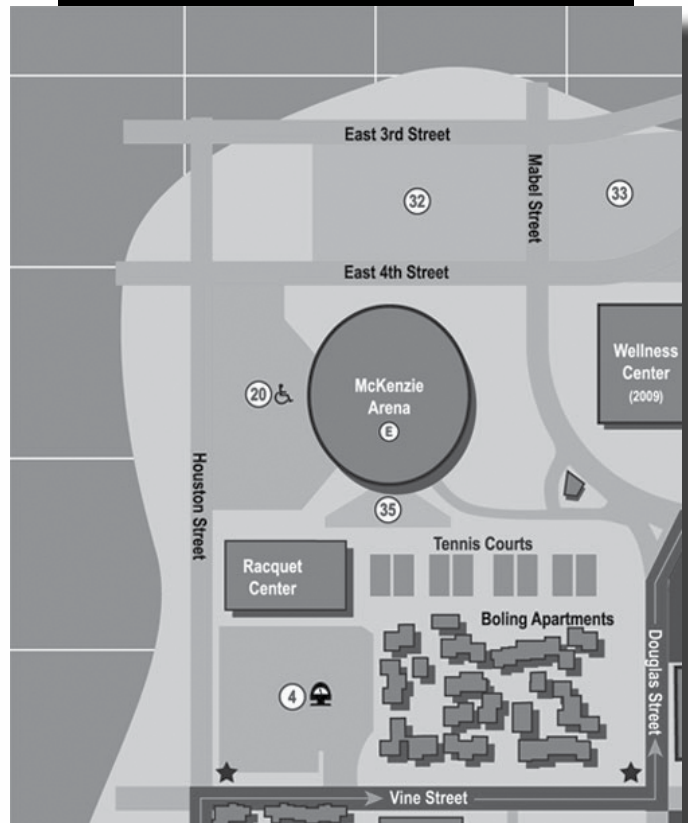 East 3rd Street
Mabel Street
32
33
East 4th Street
Wellness
Center
(2009)
McKenzie
Arena
E
20
Houston Street
35
Tennis Courts
Racquet
Center
Boling Apartments
Douglas Street
4
Vine Street